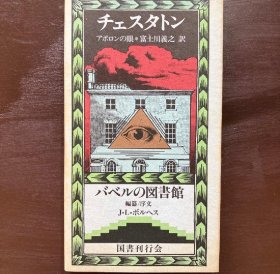 チェスタトン
アポロンの眼◆富士川義之 訳
バベルの図書館
編纂/序文
J・L・ボルヘス
国書刊行会